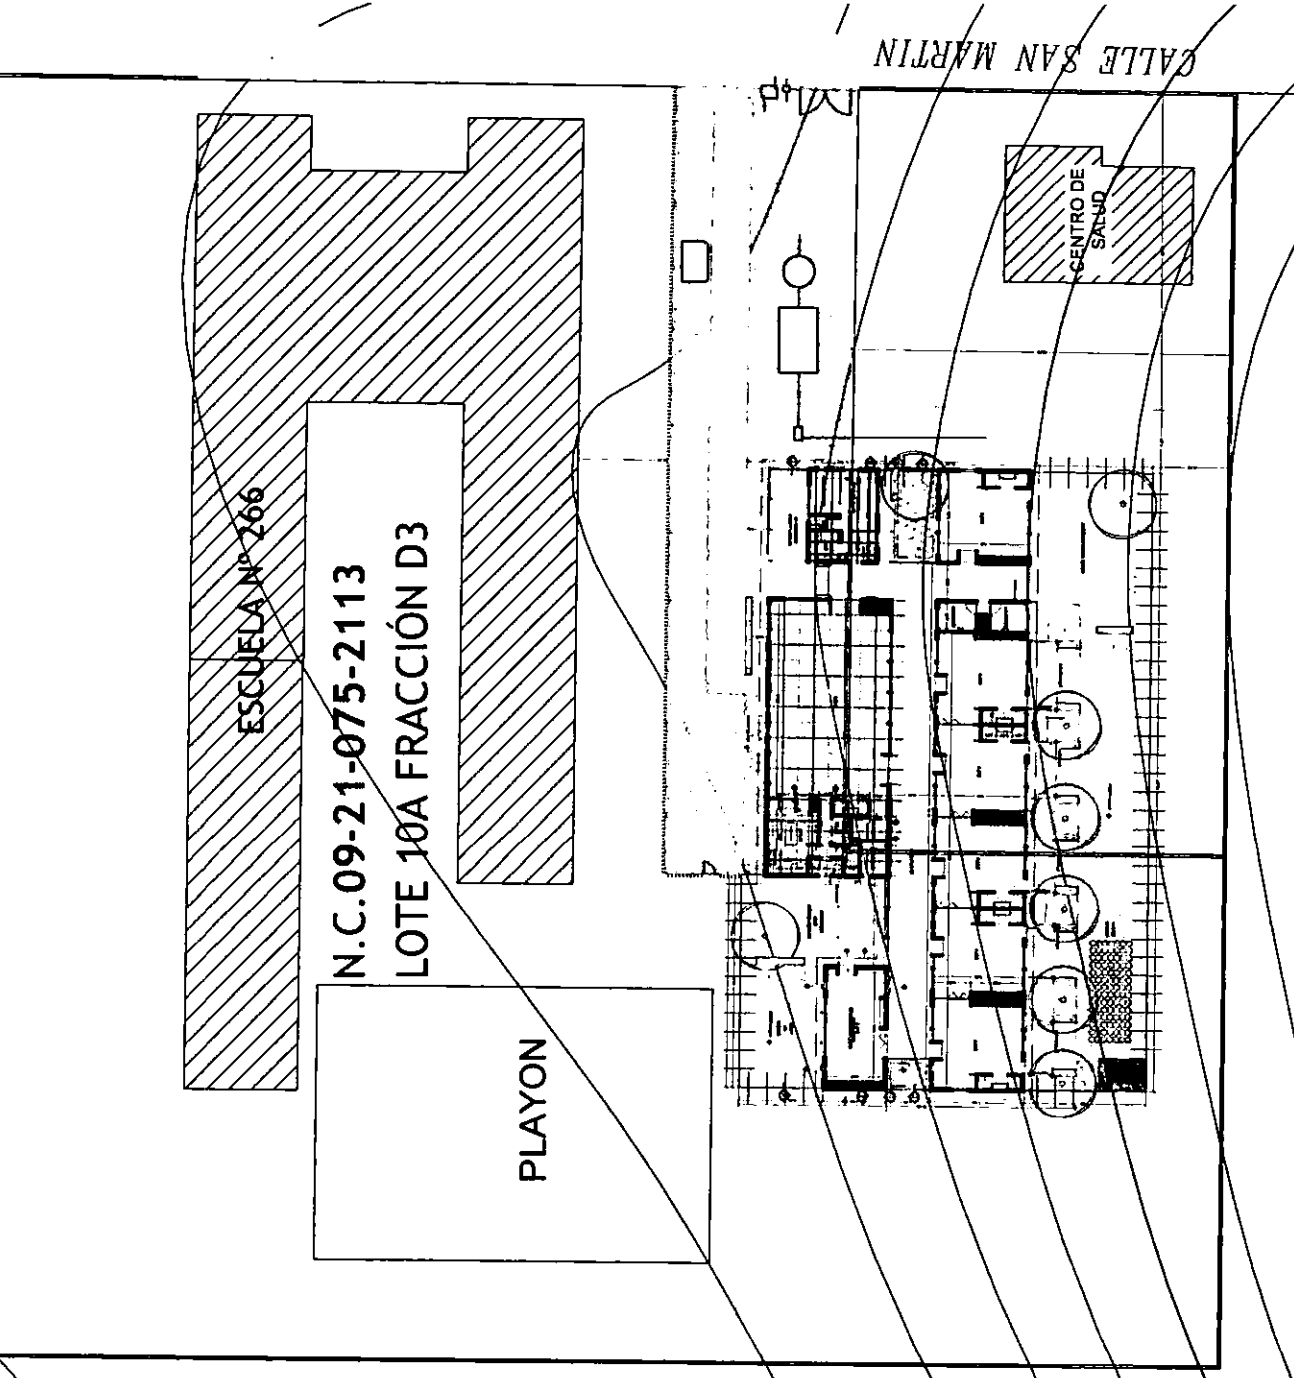 CALLE SAN MARTIN
CENTRO DE
SALUD
ESCUELA Nº 266
N.C.09-21-075-2113
LOTE 10A FRACCIÓN D3
PLAYON